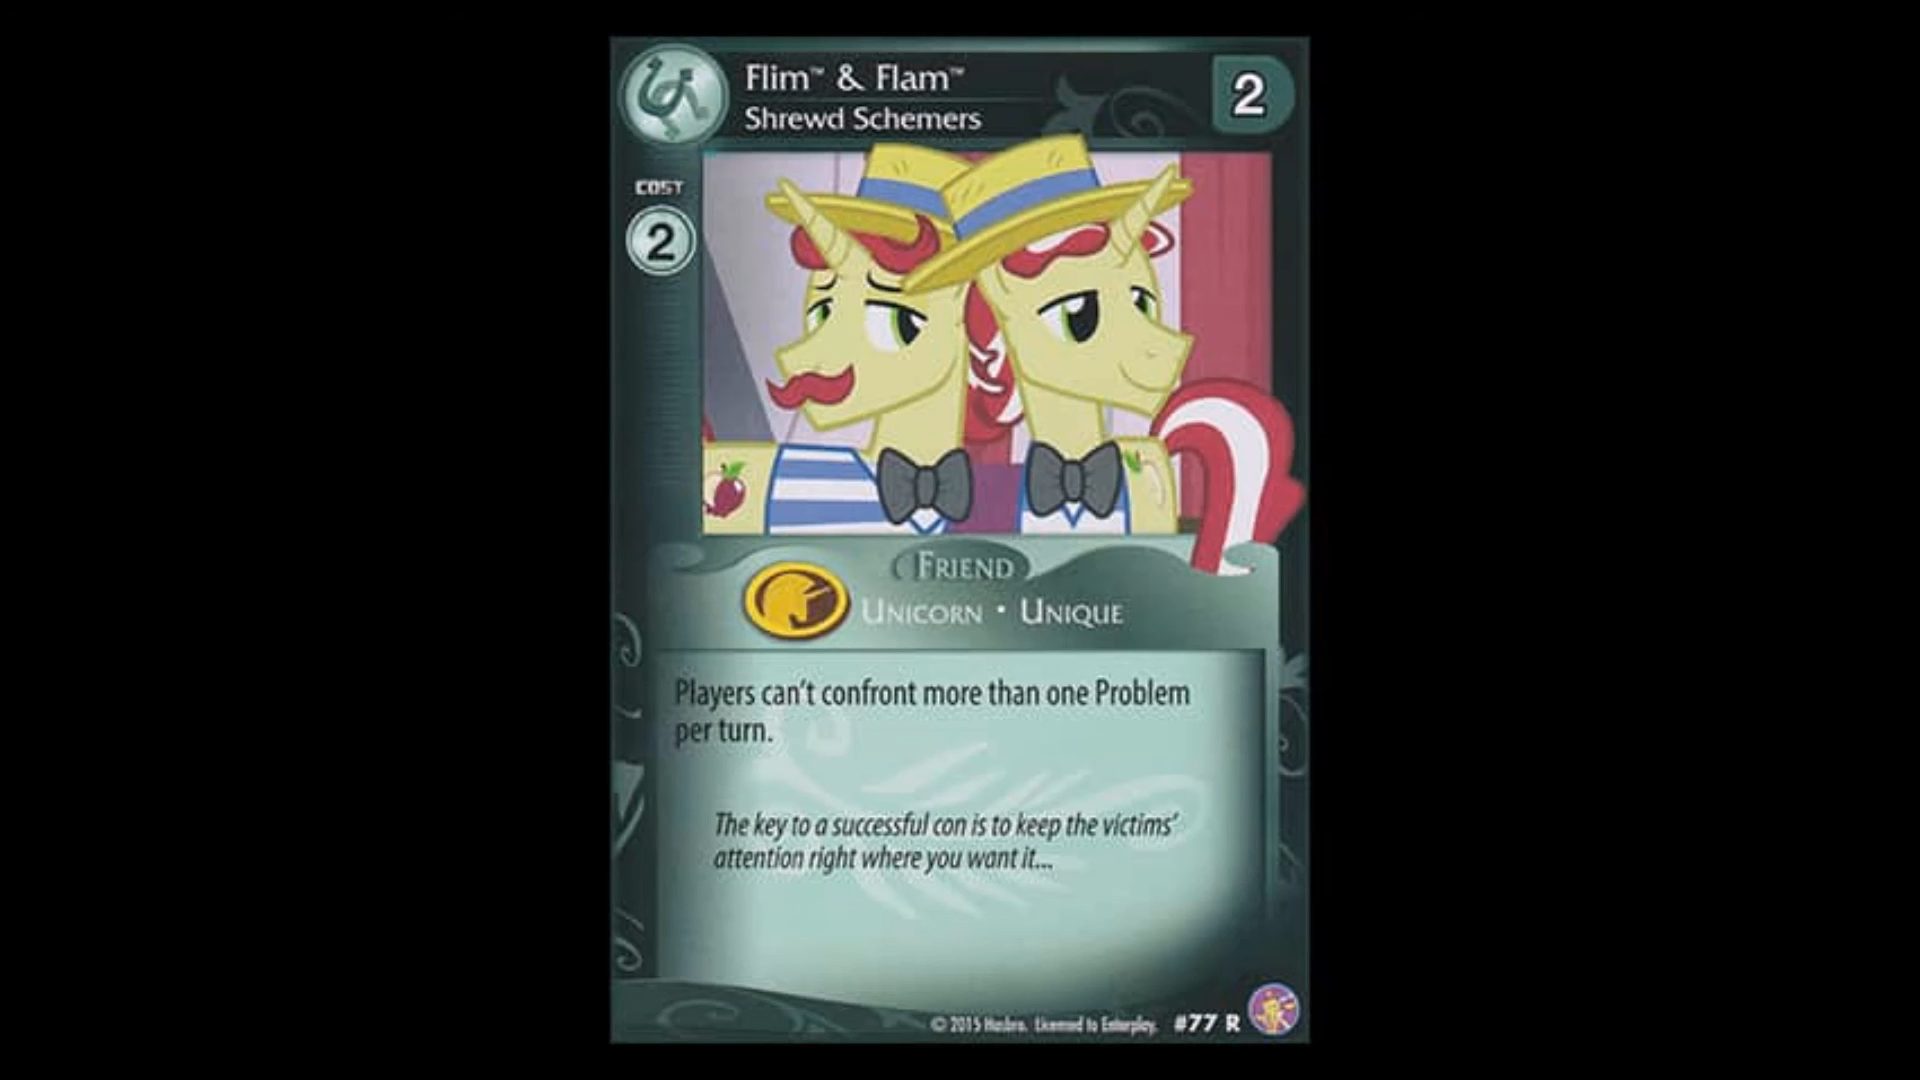 Flim™ & Flam™
Shrewd Schemers
2
COST
2
FRIEND
UNICORN • UNIQUE
Players can't confront more than one Problem
per turn.
The key to a successful con is to keep the victims'
attention right where you want it...
© 2015 Hasbro. Licensed to Enterplay. #77 R